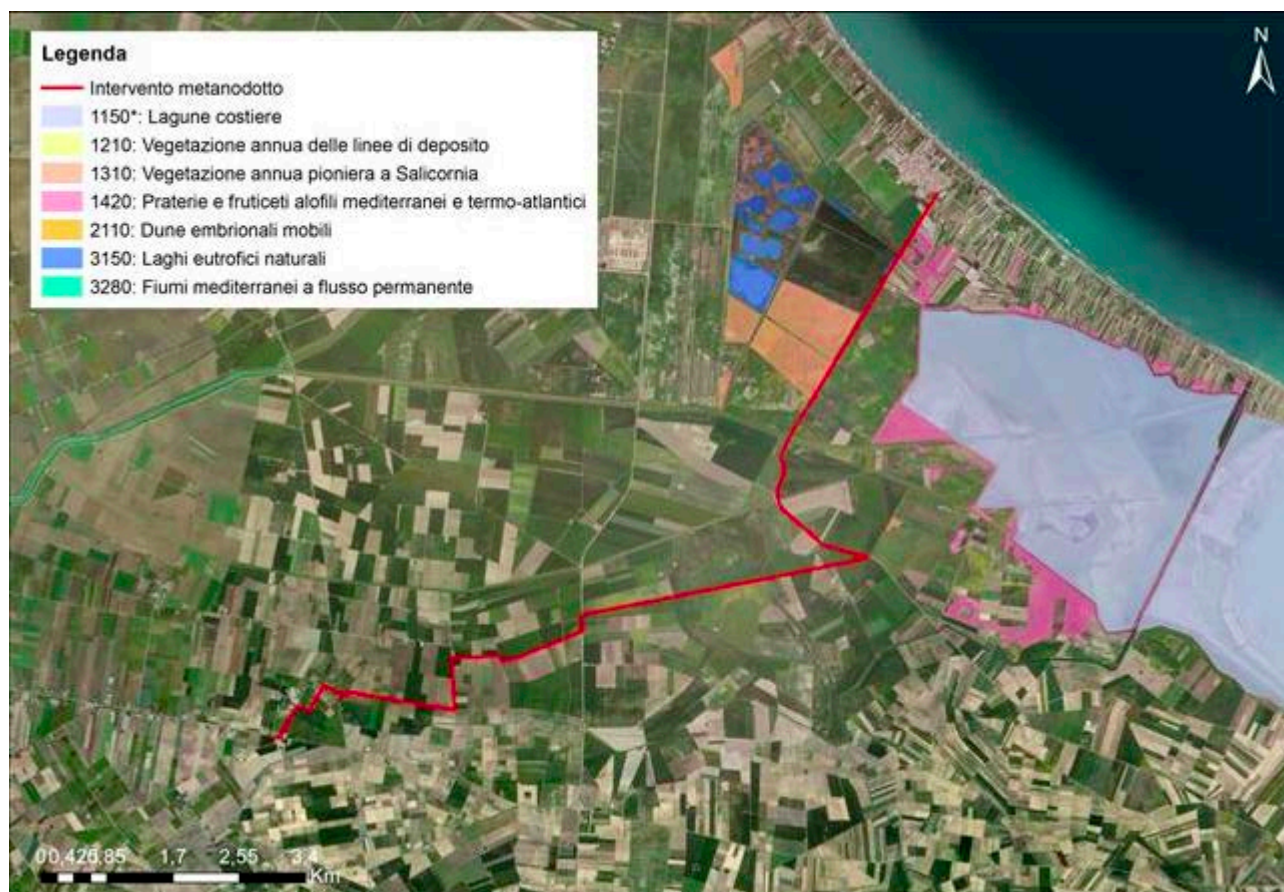 Legenda
Intervento metanodotto
1150*: Lagune costiere
1210: Vegetazione annua delle linee di deposito
1310: Vegetazione annua pioniera a Salicornia
1420: Praterie e fruticeti alofili mediterranei e termo-atlantici
2110: Dune embrionali mobili
3150: Laghi eutrofici naturali
3280: Fiumi mediterranei a flusso permanente
N
00,4250,85 1,7 2,55 3,4
Km